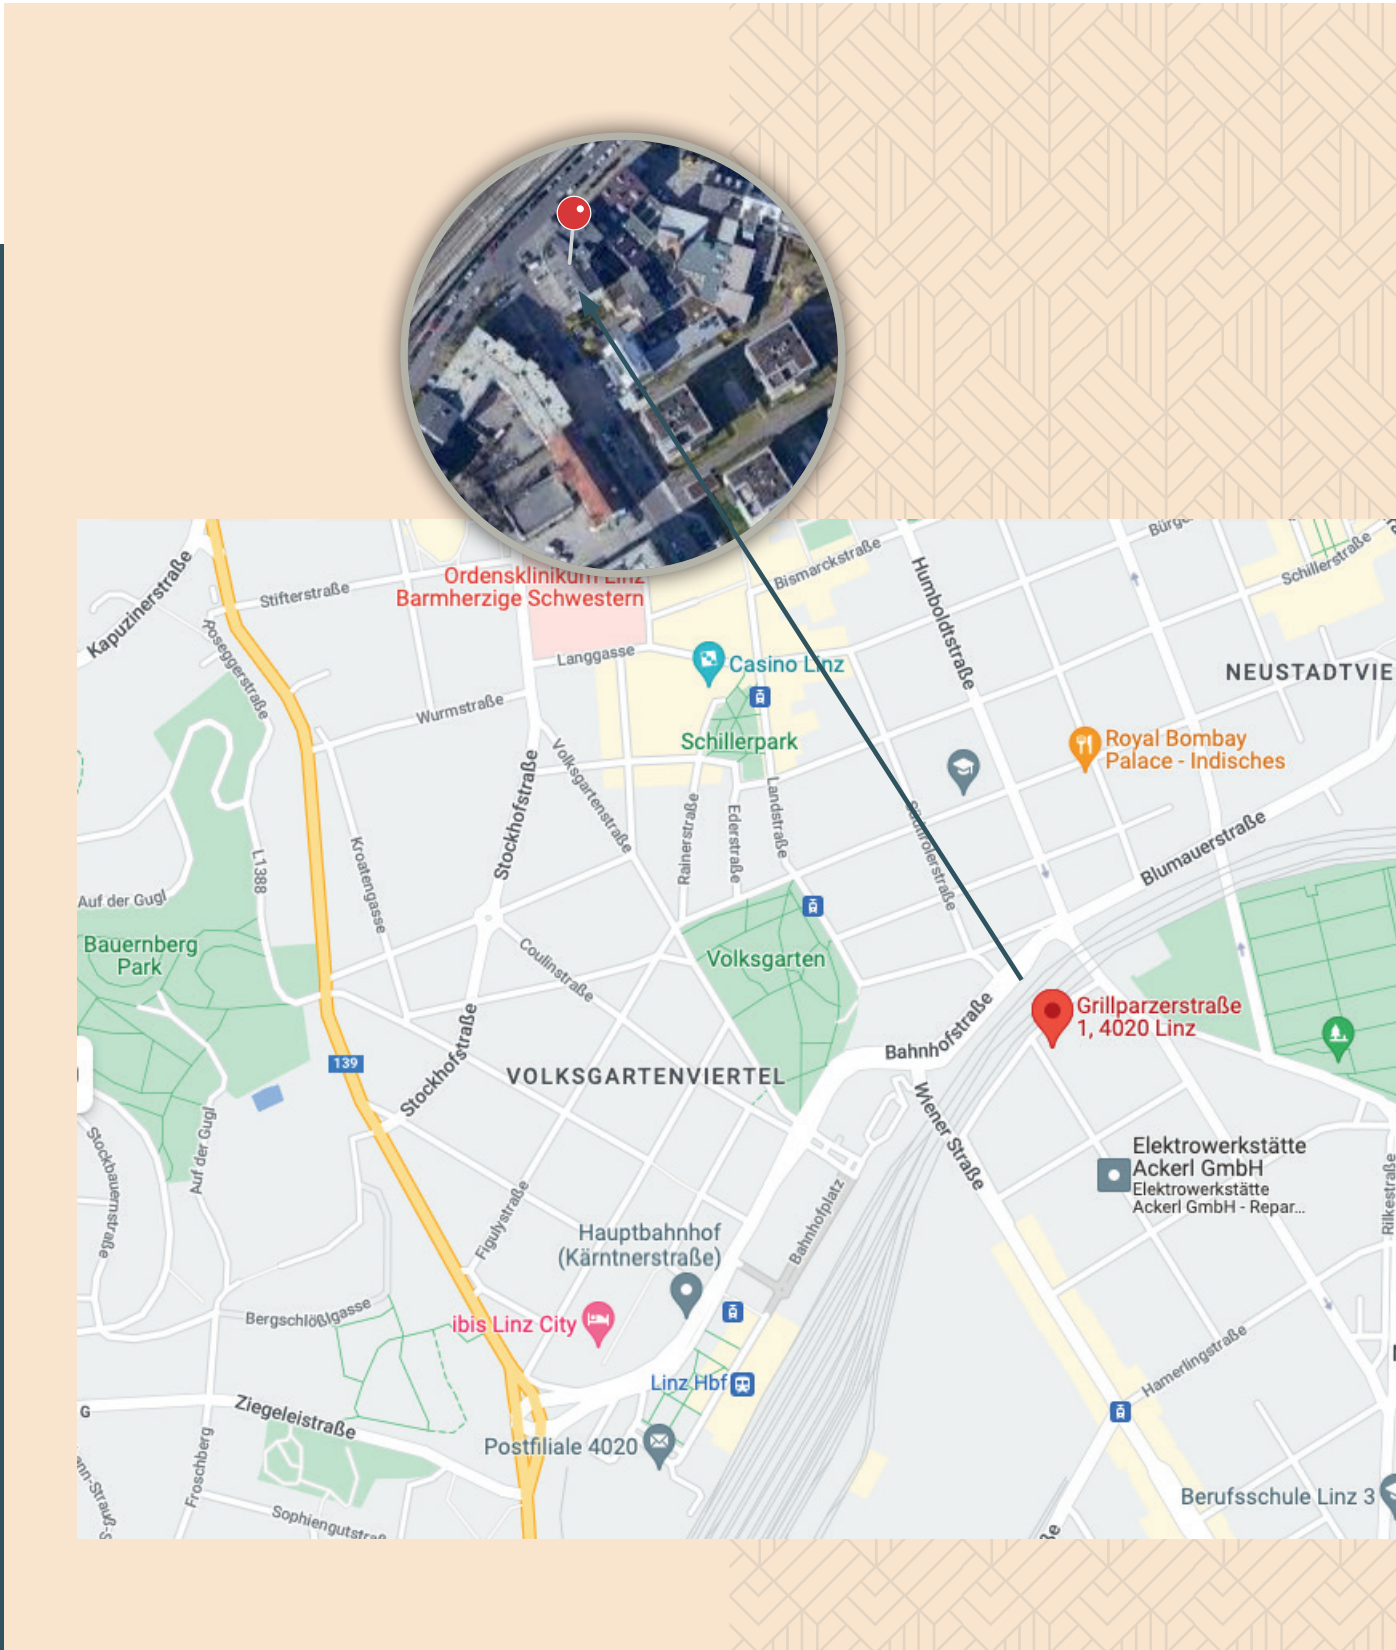 Ordensklinikum Linz
Barmherzige Schwestern
Kapuzinerstraße
Stifterstraße
Roseggerstraße
Langgasse
Wurmstraße
Bismarckstraße
Humboldtstraße
Schillerstraße
NEUSTADTVIE
Casino Linz
Schillerpark
Royal Bombay
Palace - Indisches
Stockhofstraße
Volksgartenstraße
Rainerstraße
Ederstraße
Landstraße
Blumauerstraße
L1388
Kroatengasse
Auf der Gugl
Bauernberg
Park
Coulinstraße
Volksgarten
Bahnhofstraße
Grillparzerstraße
1, 4020 Linz
139
Stockhofstraße
VOLKSGARTENVIERTEL
Wiener Straße
Stockbauernstraße
Auf der Gugl
Figulystraße
Bahnhofplatz
Elektrowerkstätte
Ackerl GmbH
Elektrowerkstätte
Ackerl GmbH - Repar...
Rilkestraße
Hauptbahnhof
(Kärntnerstraße)
Bergschlößlgasse
ibis Linz City
Linz Hbf
Hamerlingstraße
G
Ziegeleistraße
Froschberg
Postfiliale 4020
Sophiengutstraße
Berufsschule Linz 3